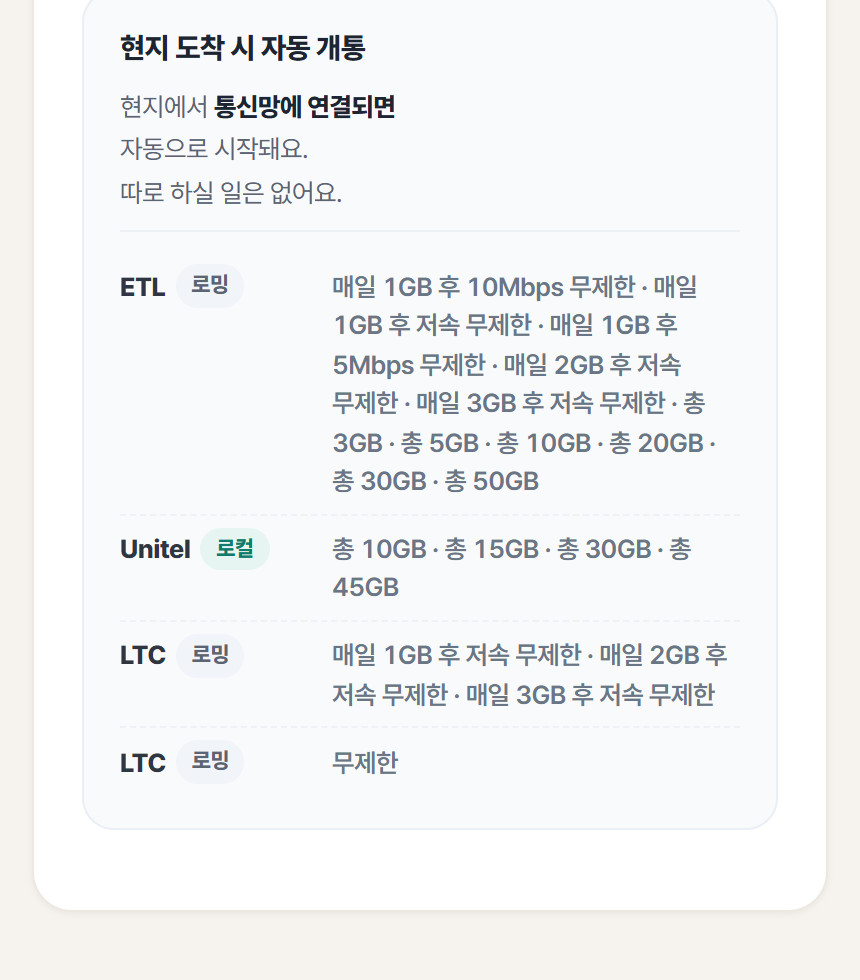 현지 도착 시 자동 개통
현지에서 통신망에 연결되면
자동으로 시작돼요.
따로 하실 일은 없어요.
ETL 로밍 매일 1GB 후 10Mbps 무제한 · 매일
1GB 후 저속 무제한 · 매일 1GB 후
5Mbps 무제한 · 매일 2GB 후 저속
무제한 · 매일 3GB 후 저속 무제한 · 총
3GB · 총 5GB · 총 10GB · 총 20GB ·
총 30GB · 총 50GB
Unitel 로컬 총 10GB · 총 15GB · 총 30GB · 총
45GB
LTC 로밍 매일 1GB 후 저속 무제한 · 매일 2GB 후
저속 무제한 · 매일 3GB 후 저속 무제한
LTC 로밍 무제한